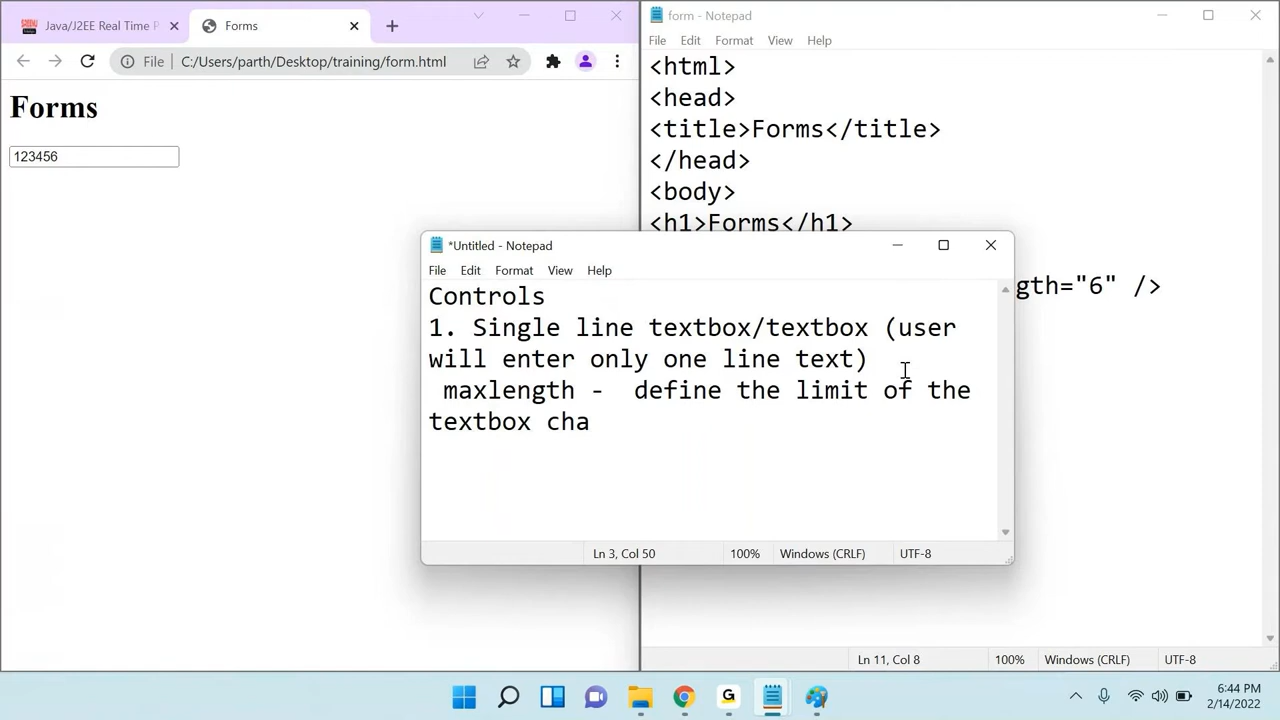 Java/J2EE Real Time P
Forms
File
C:/Users/parth/Desktop/training/form.html
Forms
123456
form - Notepad
File Edit Format View Help
<html>
<head>
<title>Forms</title>
</head>
<body>
<h1>Forms</h1>
gth="6" />
Ln 11, Col 8 100% Windows (CRLF) UTF-8
*Untitled - Notepad
File Edit Format View Help
Controls
1. Single line textbox/textbox (user
will enter only one line text)
maxlength -  define the limit of the
textbox cha
Ln 3, Col 50 100% Windows (CRLF) UTF-8
G
6:44 PM
2/14/2022